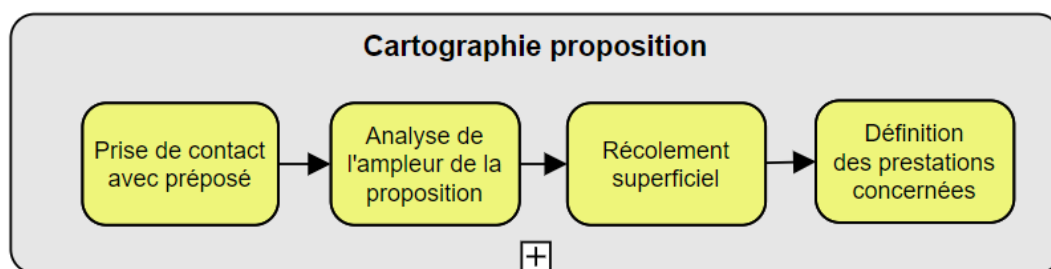 Cartographie proposition
Prise de contact
avec préposé
Analyse de
l'ampleur de la
proposition
Récolement
superficiel
Définition
des prestations
concernées